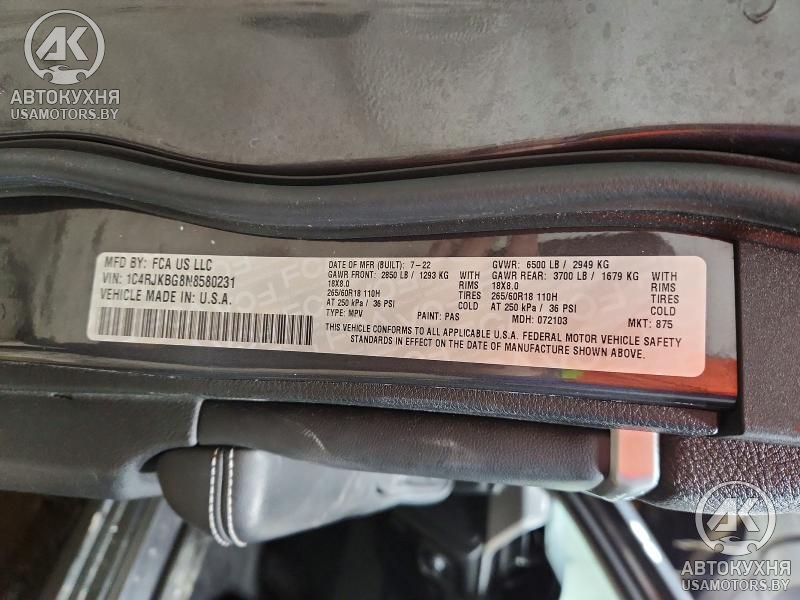 АК
АВТОКУХНЯ
USAMOTORS.BY
MFD BY: FCA US LLC
VIN: 1C4RJKBG8N8580231
VEHICLE MADE IN U.S.A.
DATE OF MFR (BUILT): 7-22 GVWR: 6500 LB / 2949 KG
GAWR FRONT: 2850 LB / 1293 KG WITH GAWR REAR: 3700 LB / 1679 KG WITH
18X8.0 RIMS 18X8.0 RIMS
265/60R18 110H TIRES 265/60R18 110H TIRES
AT 250 kPa / 36 PSI COLD AT 250 kPa / 36 PSI COLD
TYPE: MPV PAINT: PAS MDH: 072103 MKT: 875
THIS VEHICLE CONFORMS TO ALL APPLICABLE U.S.A. FEDERAL MOTOR VEHICLE SAFETY
STANDARDS IN EFFECT ON THE DATE OF MANUFACTURE SHOWN ABOVE.
АК
АВТОКУХНЯ
USAMOTORS.BY